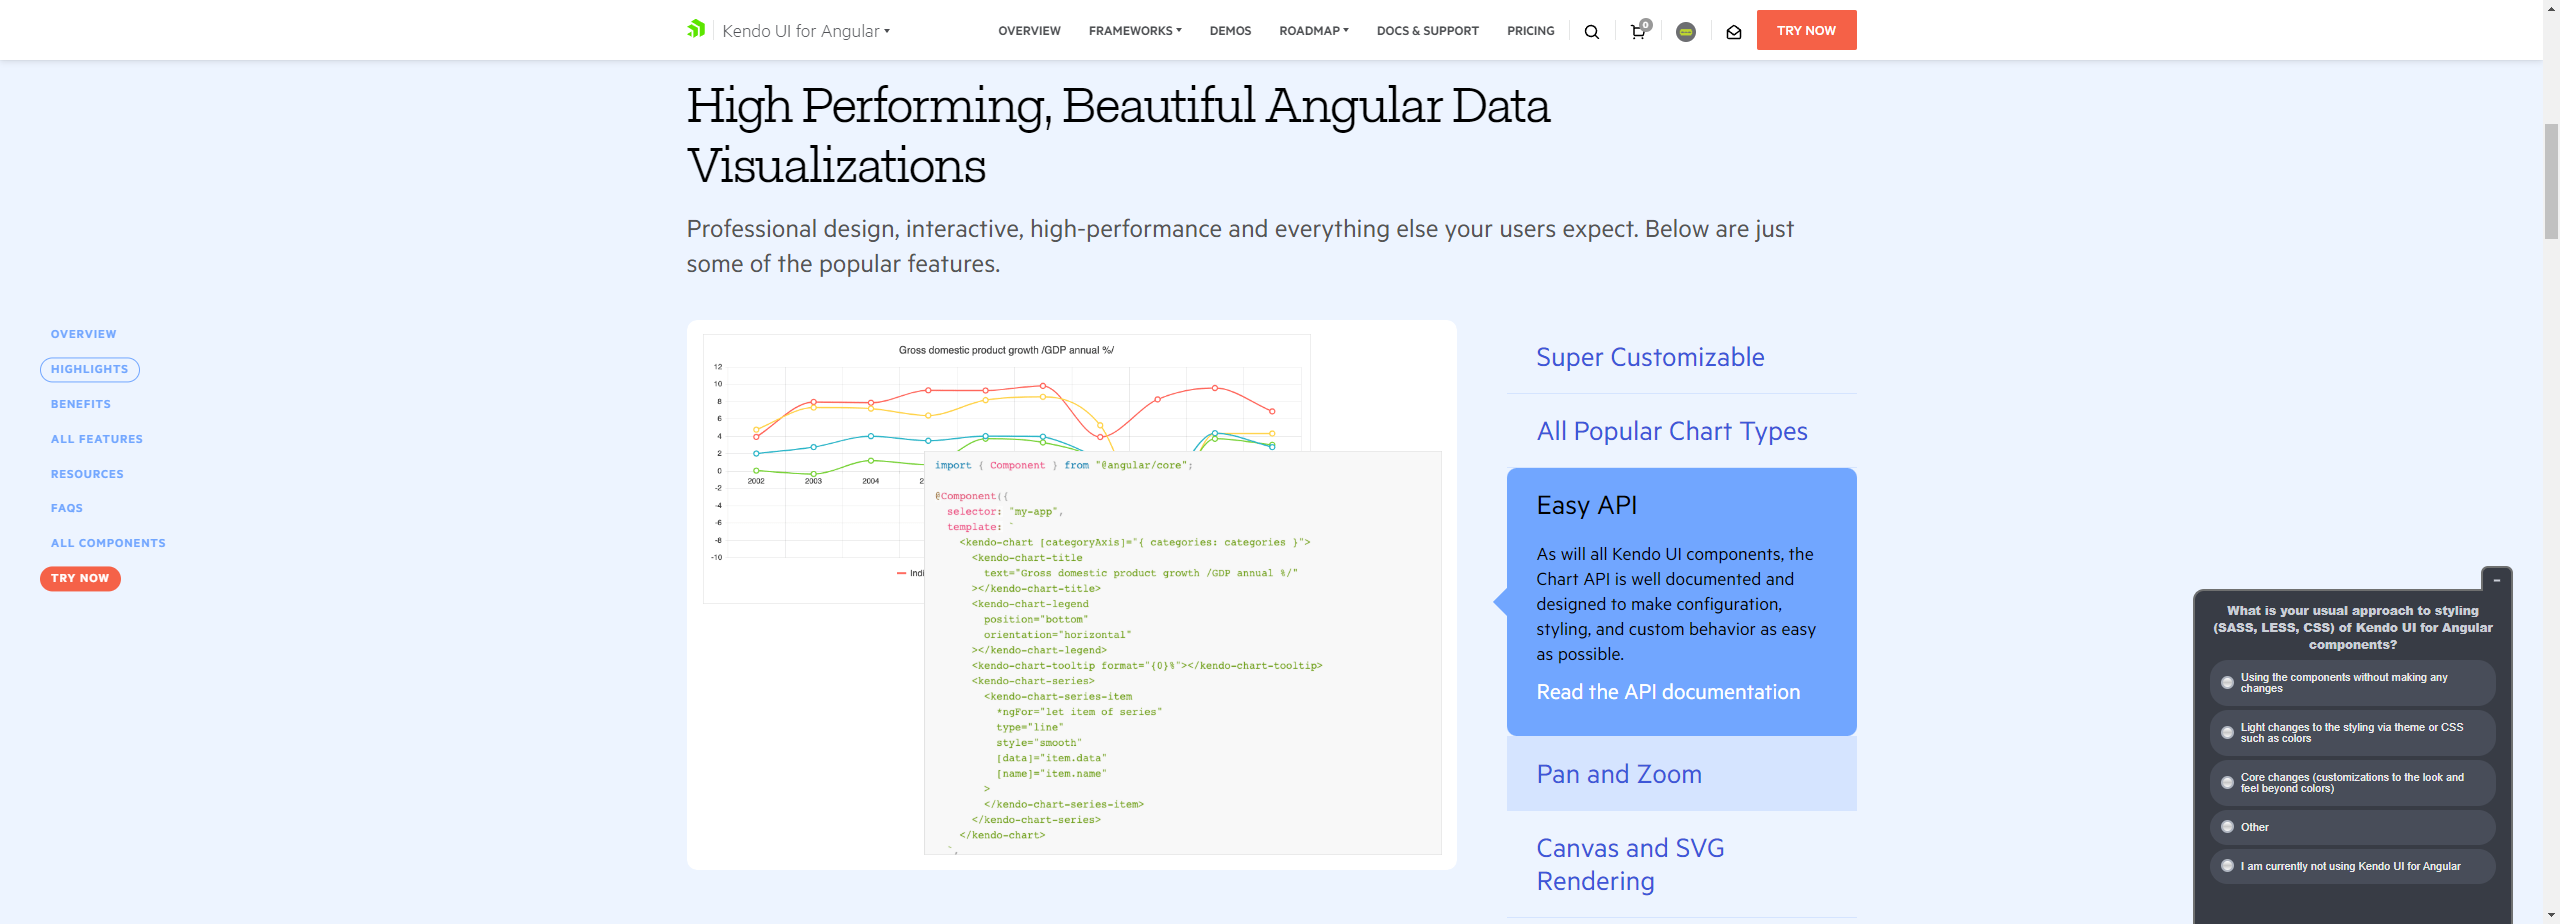 Kendo UI for Angular
OVERVIEW
FRAMEWORKS
DEMOS
ROADMAP
DOCS & SUPPORT
PRICING
0
TRY NOW
High Performing, Beautiful Angular Data
Visualizations
Professional design, interactive, high-performance and everything else your users expect. Below are just
some of the popular features.
OVERVIEW
HIGHLIGHTS
BENEFITS
ALL FEATURES
RESOURCES
FAQS
ALL COMPONENTS
TRY NOW
Gross domestic product growth /GDP annual %/
12
10
8
6
4
2
0
-2
-4
-6
-8
-10
2002
2003
2004
2
Indi
import { Component } from "@angular/core";
@Component({
selector: "my-app",
template: `
<kendo-chart [categoryAxis]="{ categories: categories }">
<kendo-chart-title
text="Gross domestic product growth /GDP annual %/"
></kendo-chart-title>
<kendo-chart-legend
position="bottom"
orientation="horizontal"
></kendo-chart-legend>
<kendo-chart-tooltip format="{0}%"></kendo-chart-tooltip>
<kendo-chart-series>
<kendo-chart-series-item
*ngFor="let item of series"
type="line"
style="smooth"
[data]="item.data"
[name]="item.name"
>
</kendo-chart-series-item>
</kendo-chart-series>
</kendo-chart>
`,
Super Customizable
All Popular Chart Types
Easy API
As will all Kendo UI components, the
Chart API is well documented and
designed to make configuration,
styling, and custom behavior as easy
as possible.
Read the API documentation
Pan and Zoom
Canvas and SVG
Rendering
What is your usual approach to styling
(SASS, LESS, CSS) of Kendo UI for Angular
components?
Using the components without making any
changes
Light changes to the styling via theme or CSS
such as colors
Core changes (customizations to the look and
feel beyond colors)
Other
I am currently not using Kendo UI for Angular